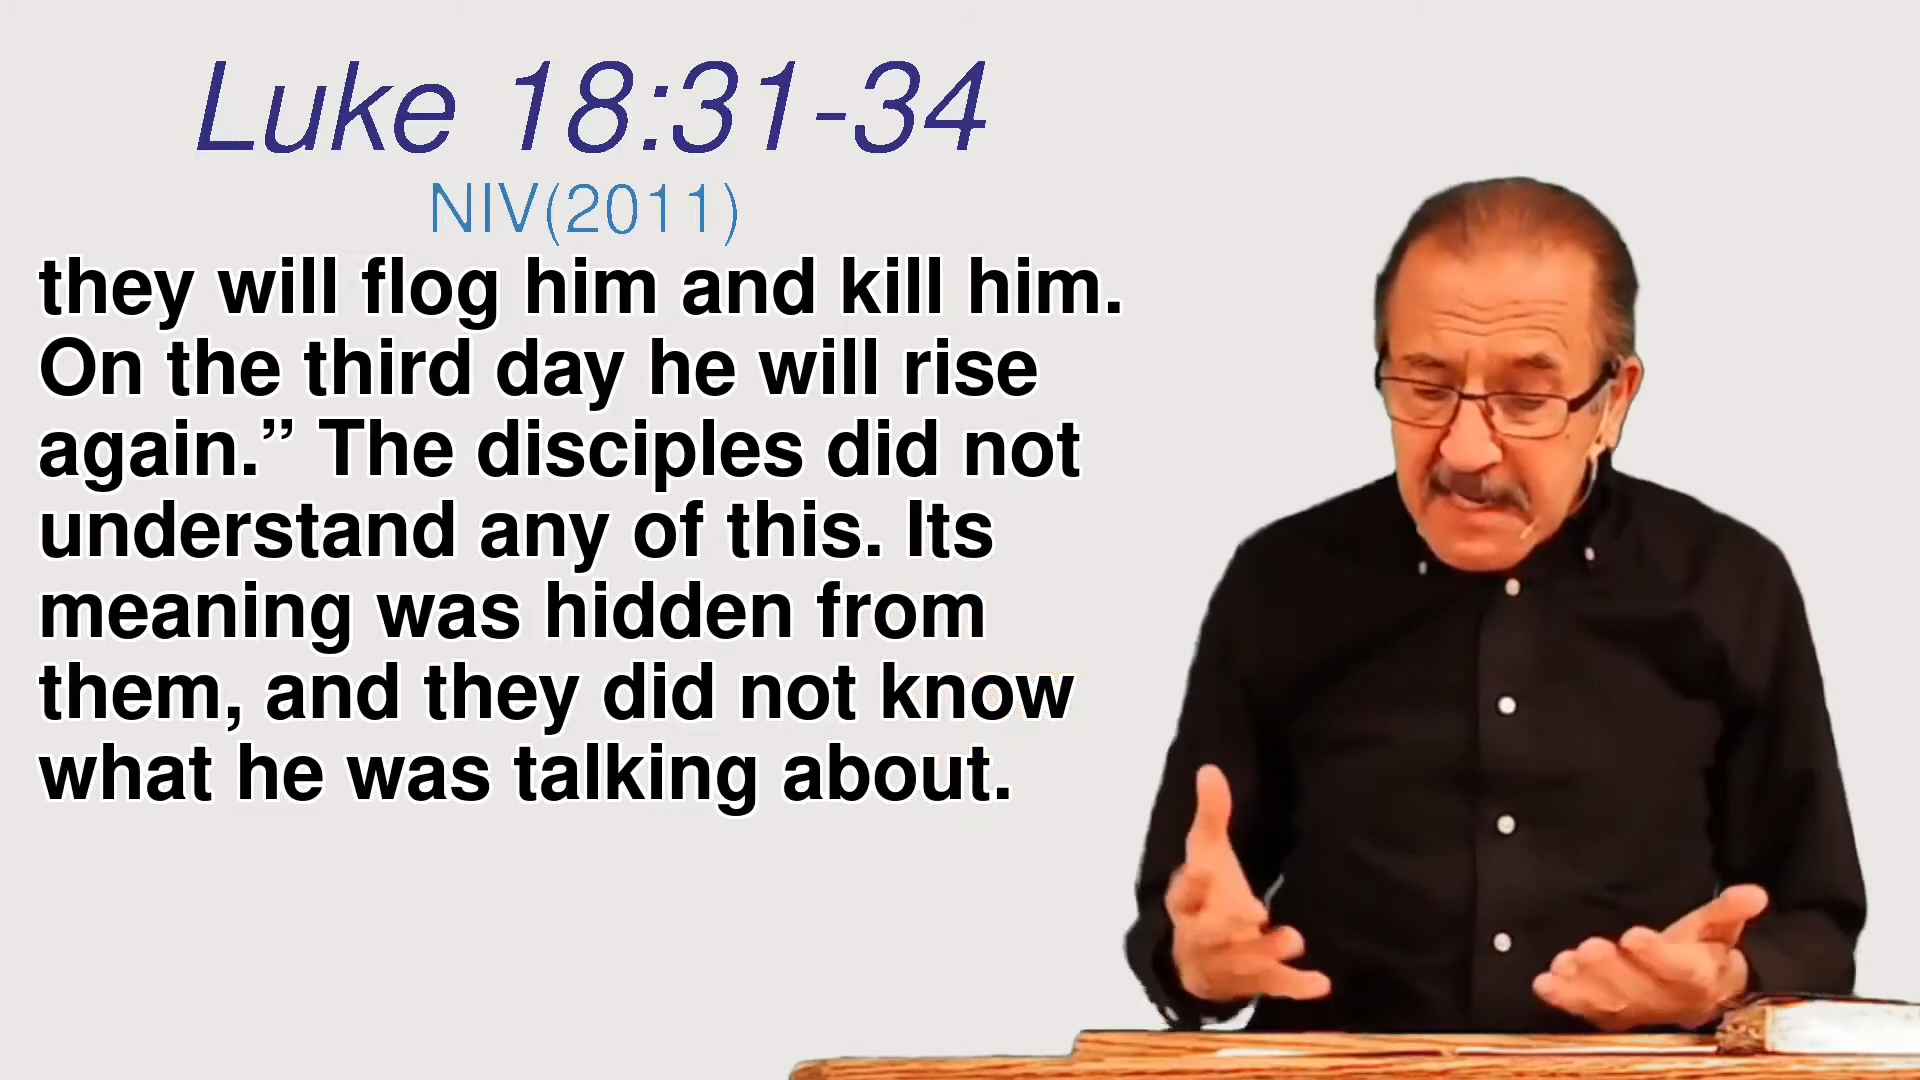 Luke 18:31-34
NIV(2011)
they will flog him and kill him.
On the third day he will rise
again.” The disciples did not
understand any of this. Its
meaning was hidden from
them, and they did not know
what he was talking about.